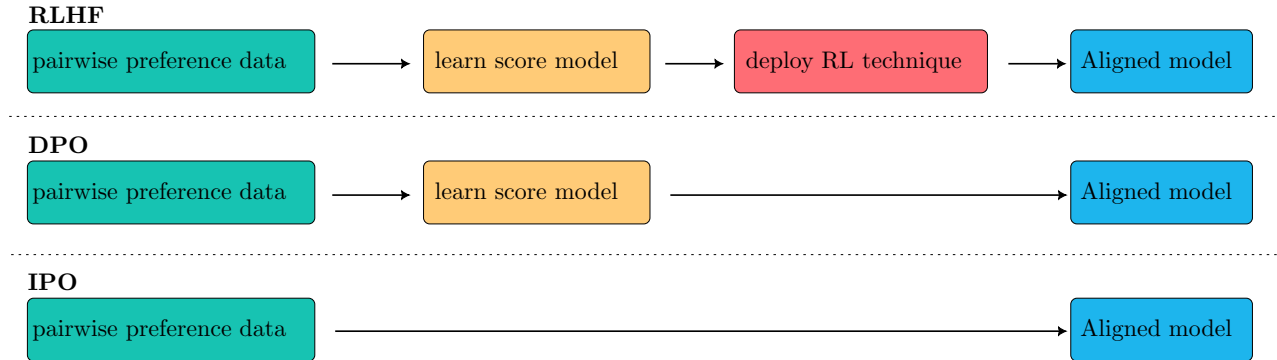 RLHF
pairwise preference data
learn score model
deploy RL technique
Aligned model
DPO
pairwise preference data
learn score model
Aligned model
IPO
pairwise preference data
Aligned model